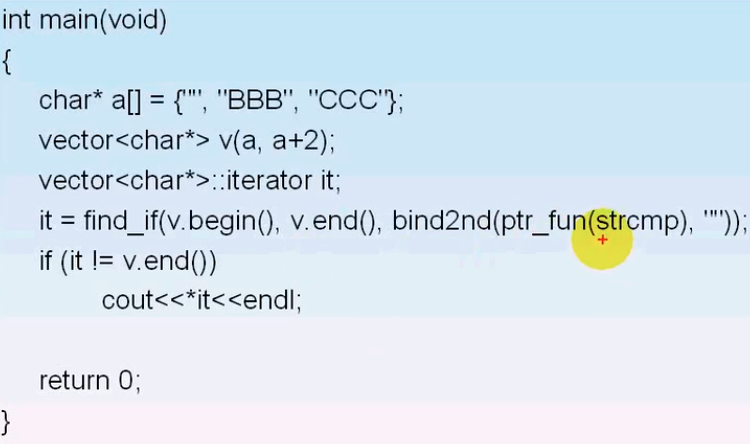 int main(void)
{
char* a[] = {"", "BBB", "CCC"};
vector<char*> v(a, a+2);
vector<char*>::iterator it;
it = find_if(v.begin(), v.end(), bind2nd(ptr_fun(strcmp), ""));
if (it != v.end())
cout<<*it<<endl;
return 0;
}